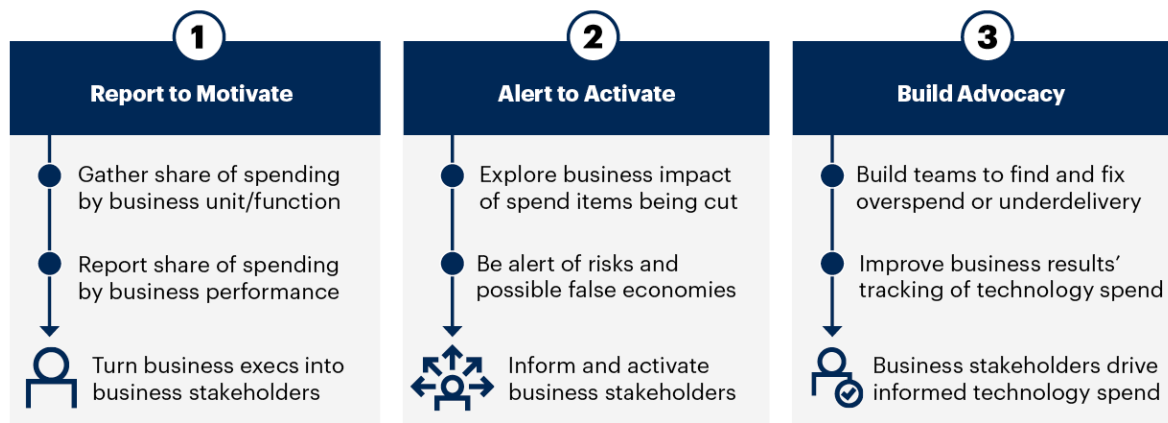 1
Report to Motivate
Gather share of spending
by business unit/function
Report share of spending
by business performance
Turn business execs into
business stakeholders
2
Alert to Activate
Explore business impact
of spend items being cut
Be alert of risks and
possible false economies
Inform and activate
business stakeholders
3
Build Advocacy
Build teams to find and fix
overspend or underdelivery
Improve business results’
tracking of technology spend
Business stakeholders drive
informed technology spend